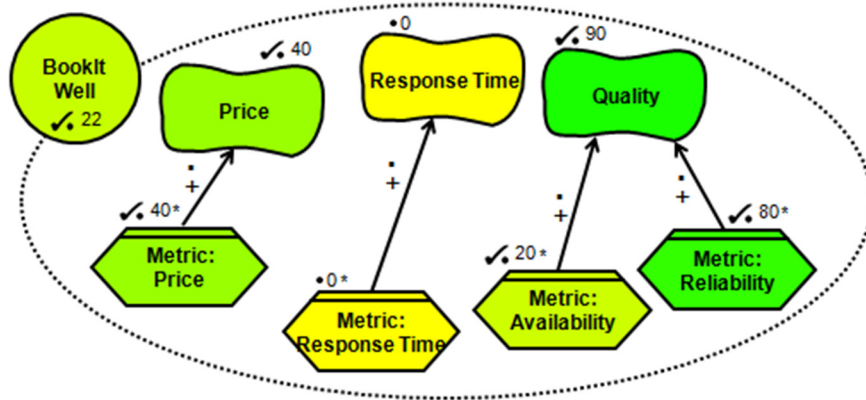 BookIt
Well
22
40
Price
0
Response Time
90
Quality
+
+
+
+
40*
Metric:
Price
0*
Metric:
Response Time
20*
Metric:
Availability
80*
Metric:
Reliability